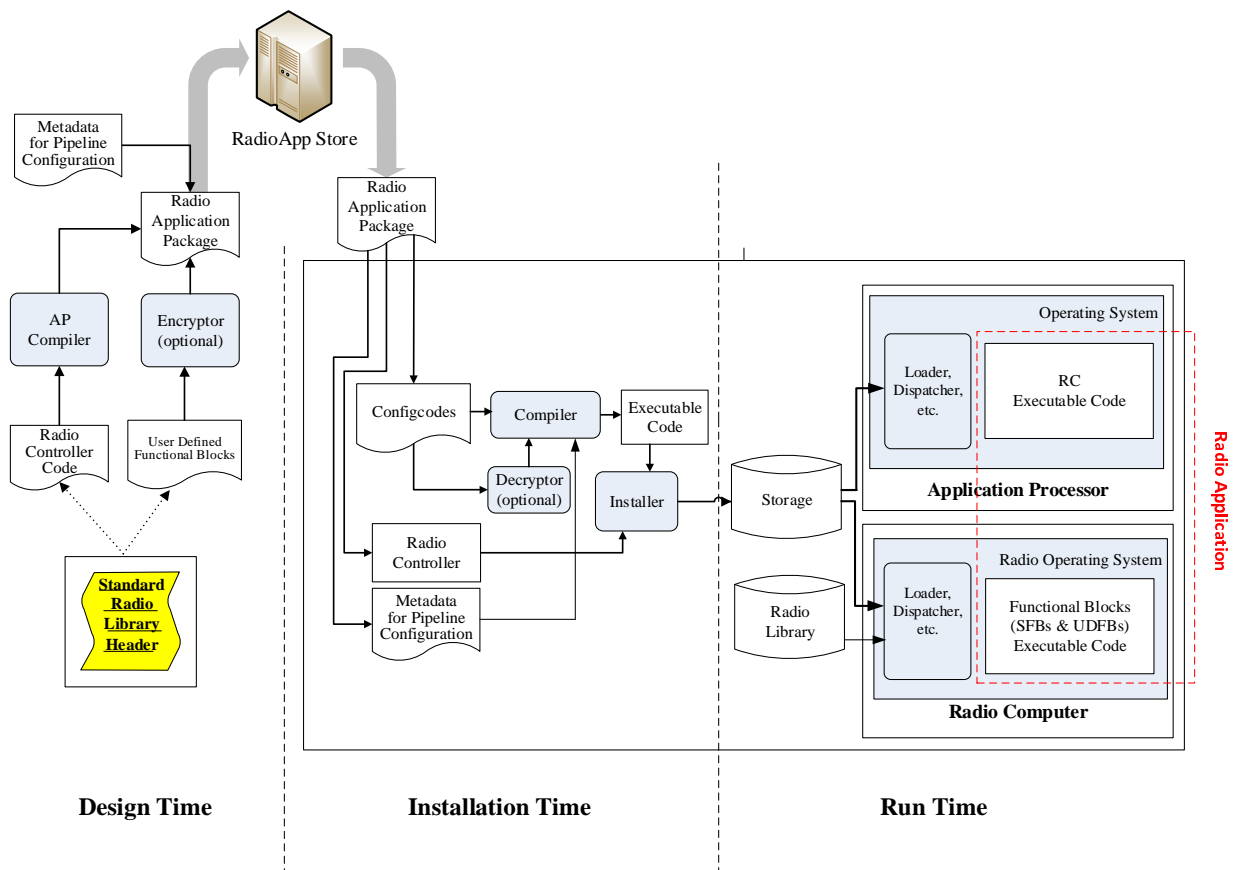 RadioApp Store
Metadata
for Pipeline
Configuration
Radio
Application
Package
AP
Compiler
Encryptor
(optional)
Radio
Controller
Code
User Defined
Functional Blocks
Standard
Radio
Library
Header
Design Time
Radio
Application
Package
Configcodes
Compiler
Executable
Code
Decryptor
(optional)
Installer
Radio
Controller
Metadata
for Pipeline
Configuration
Installation Time
Storage
Radio
Library
Operating System
Loader,
Dispatcher,
etc.
RC
Executable Code
Application Processor
Radio Operating System
Loader,
Dispatcher,
etc.
Functional Blocks
(SFBs & UDFBs)
Executable Code
Radio Computer
Radio Application
Run Time